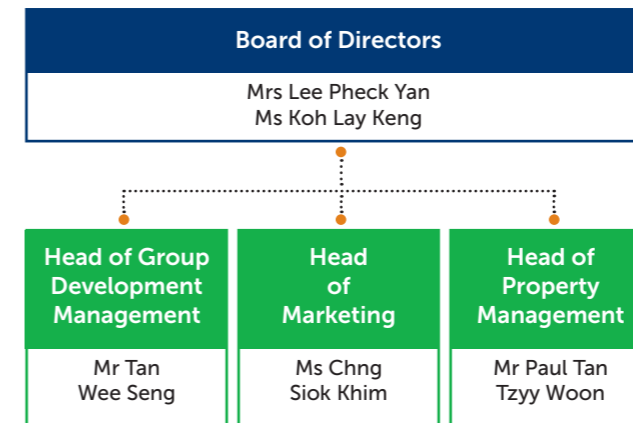 Board of Directors
Mrs Lee Pheck Yan
Ms Koh Lay Keng
Head of Group
Development
Management
Mr Tan
Wee Seng
Head
of
Marketing
Ms Chng
Siok Khim
Head of
Property
Management
Mr Paul Tan
Tzyy Woon